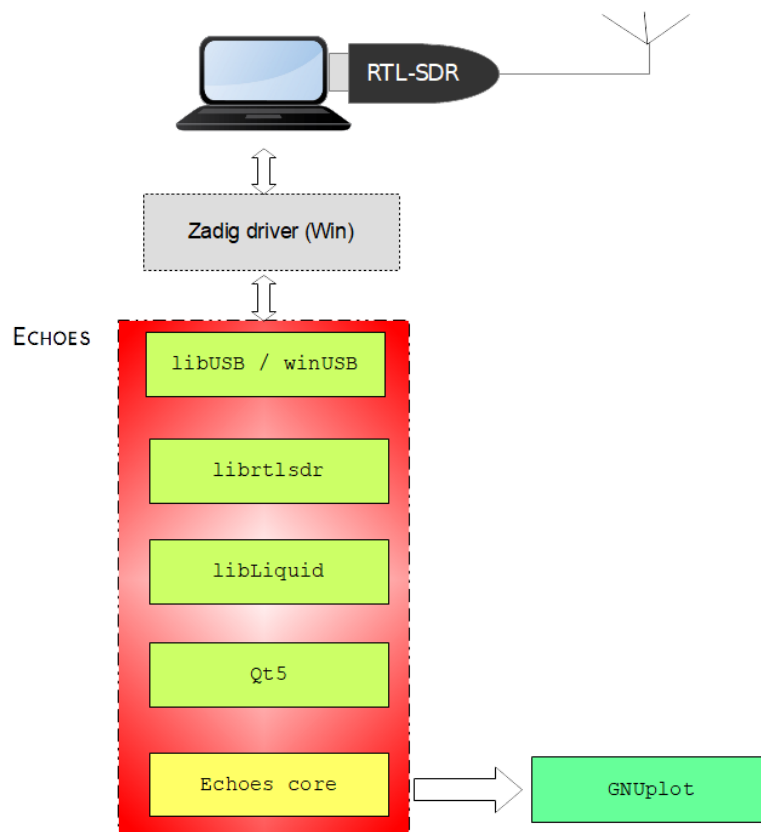 RTL-SDR
Zadig driver (Win)
ECHOES
libUSB / winUSB
librtlsdr
libLiquid
Qt5
Echoes core
GNUplot